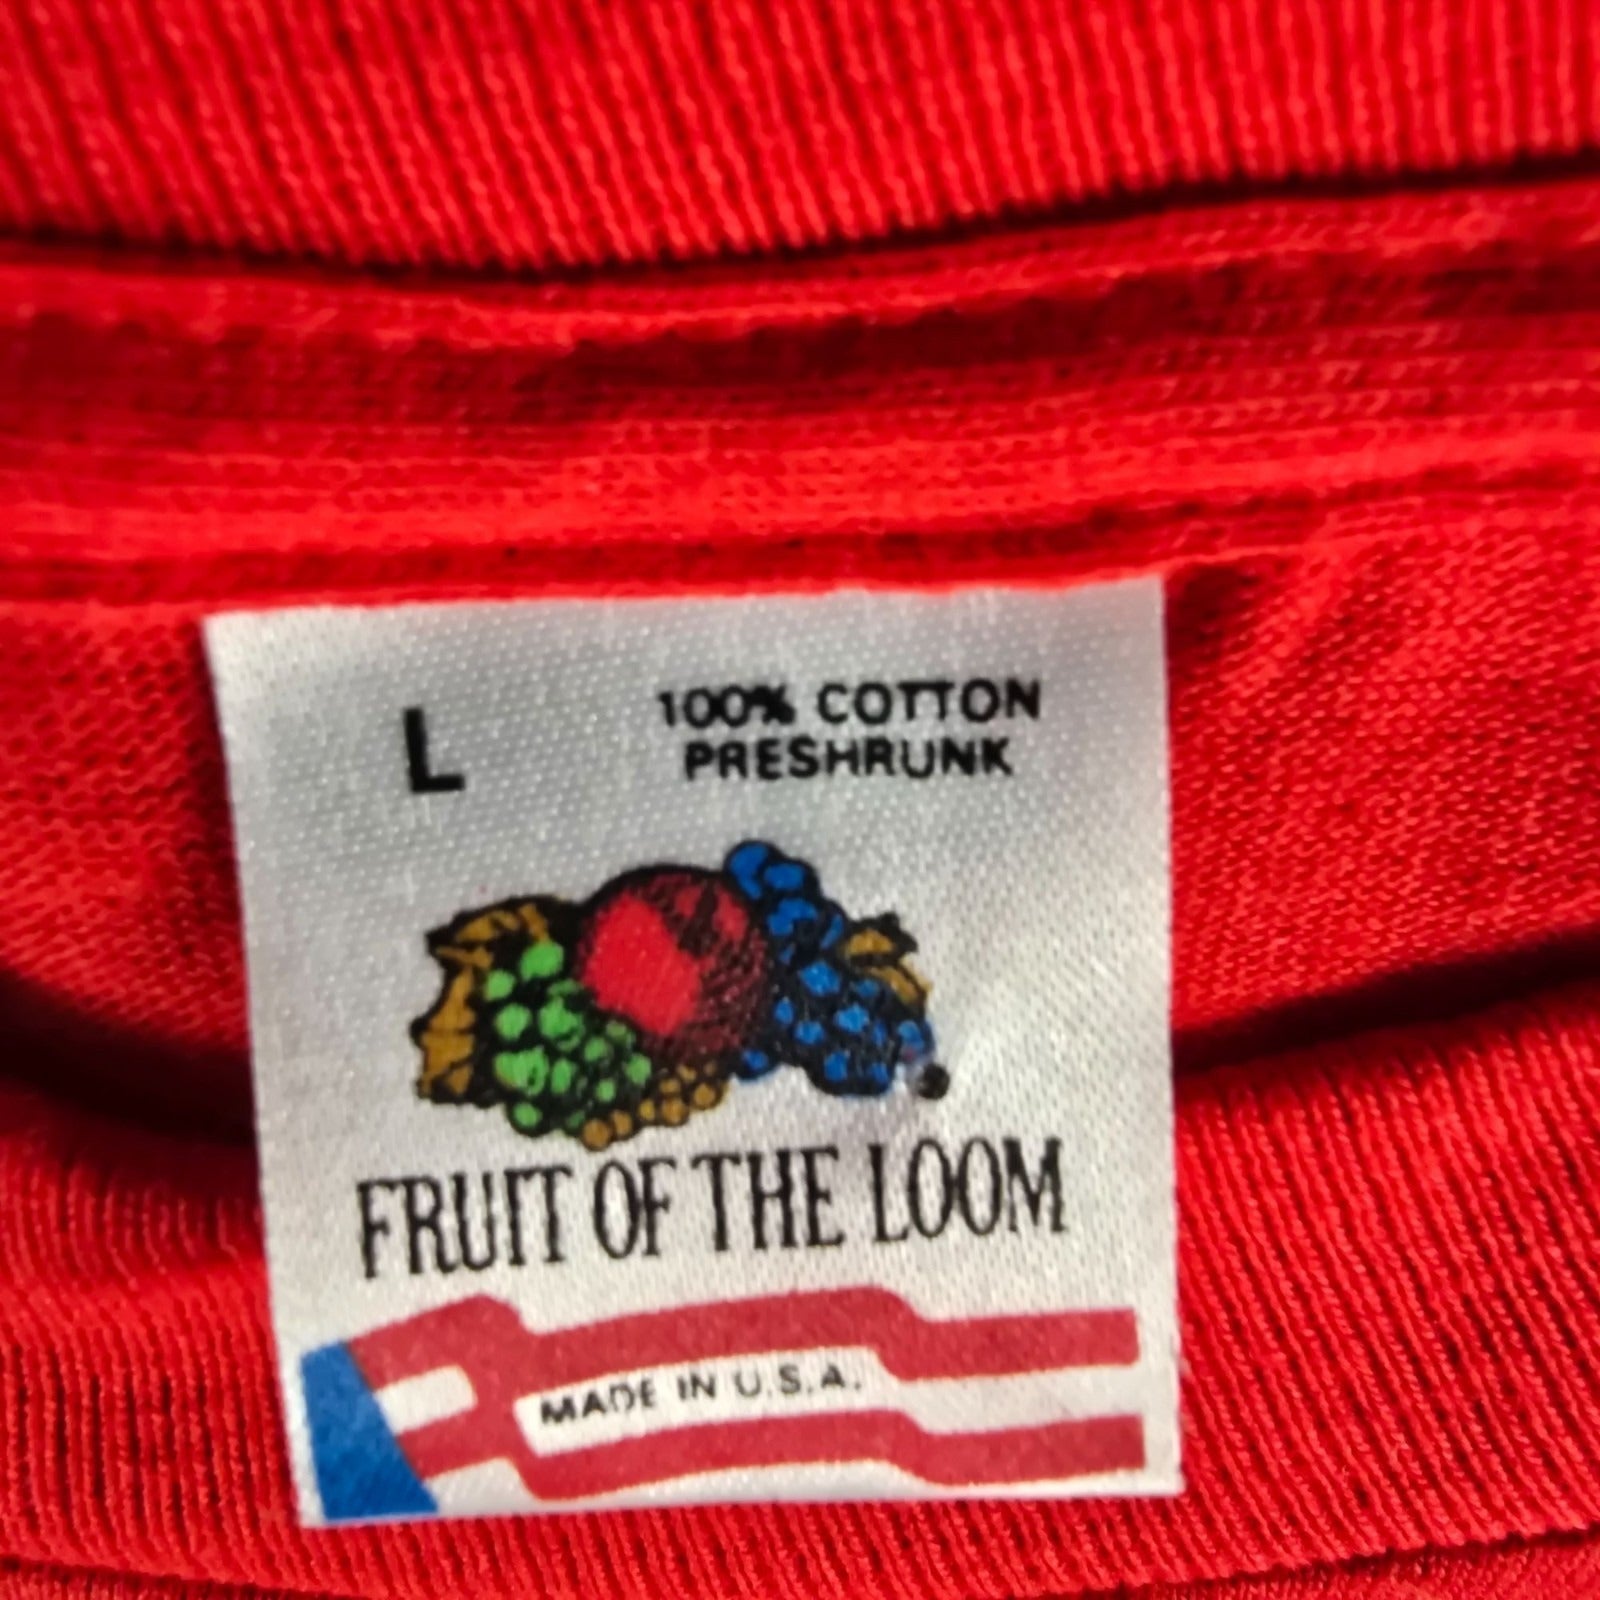 L
100% COTTON
PRESHRUNK
FRUIT OF THE LOOM
MADE IN U.S.A.